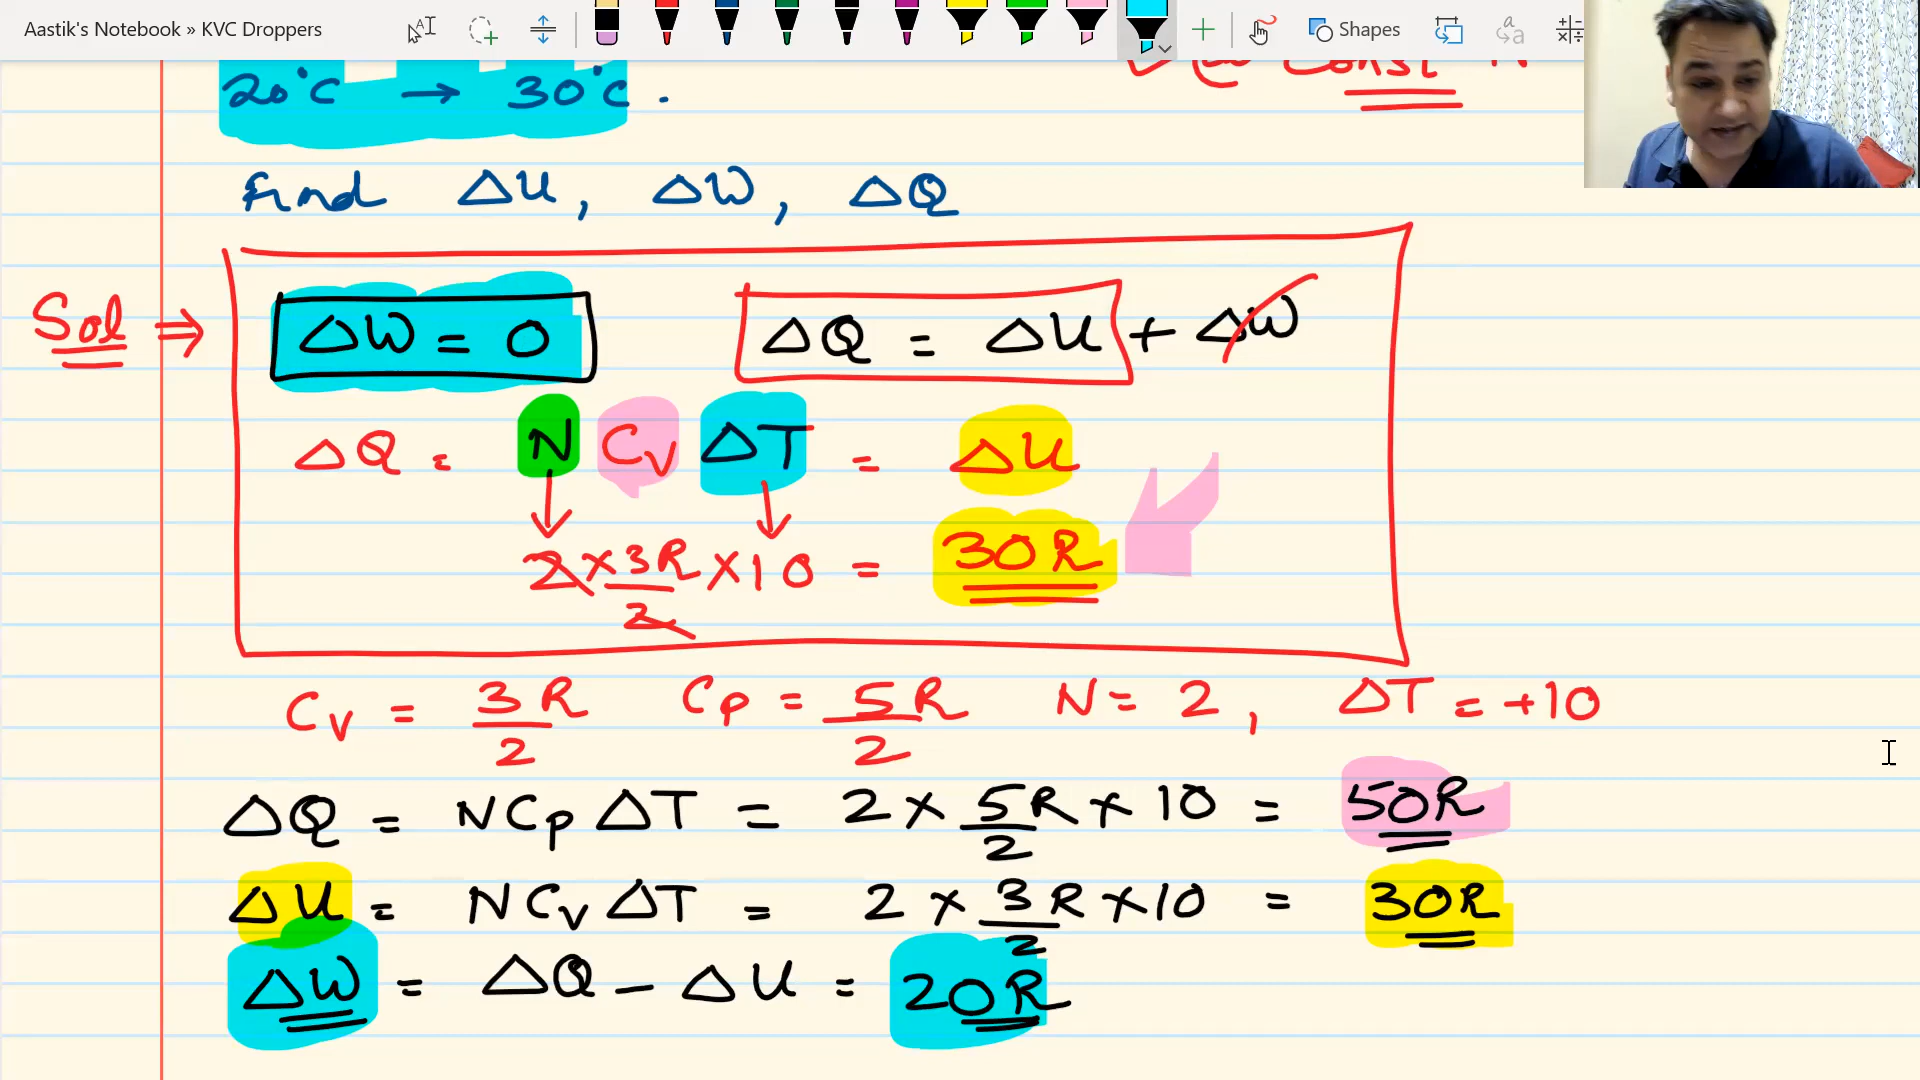 Aastik's Notebook » KVC Droppers
Shapes
20°C → 30°C.
Const
Find ΔU, ΔW, ΔQ
Sol ⇒
ΔW = 0
ΔQ = ΔU + ΔW
ΔQ = N Cv ΔT = ΔU
2 × 3R/2 × 10 = 30R
Cv = 3R/2 Cp = 5R/2 N = 2, ΔT = +10
ΔQ = NCp ΔT = 2 × 5R/2 × 10 = 50R
ΔU = NCv ΔT = 2 × 3R/2 × 10 = 30R
ΔW = ΔQ - ΔU = 20R